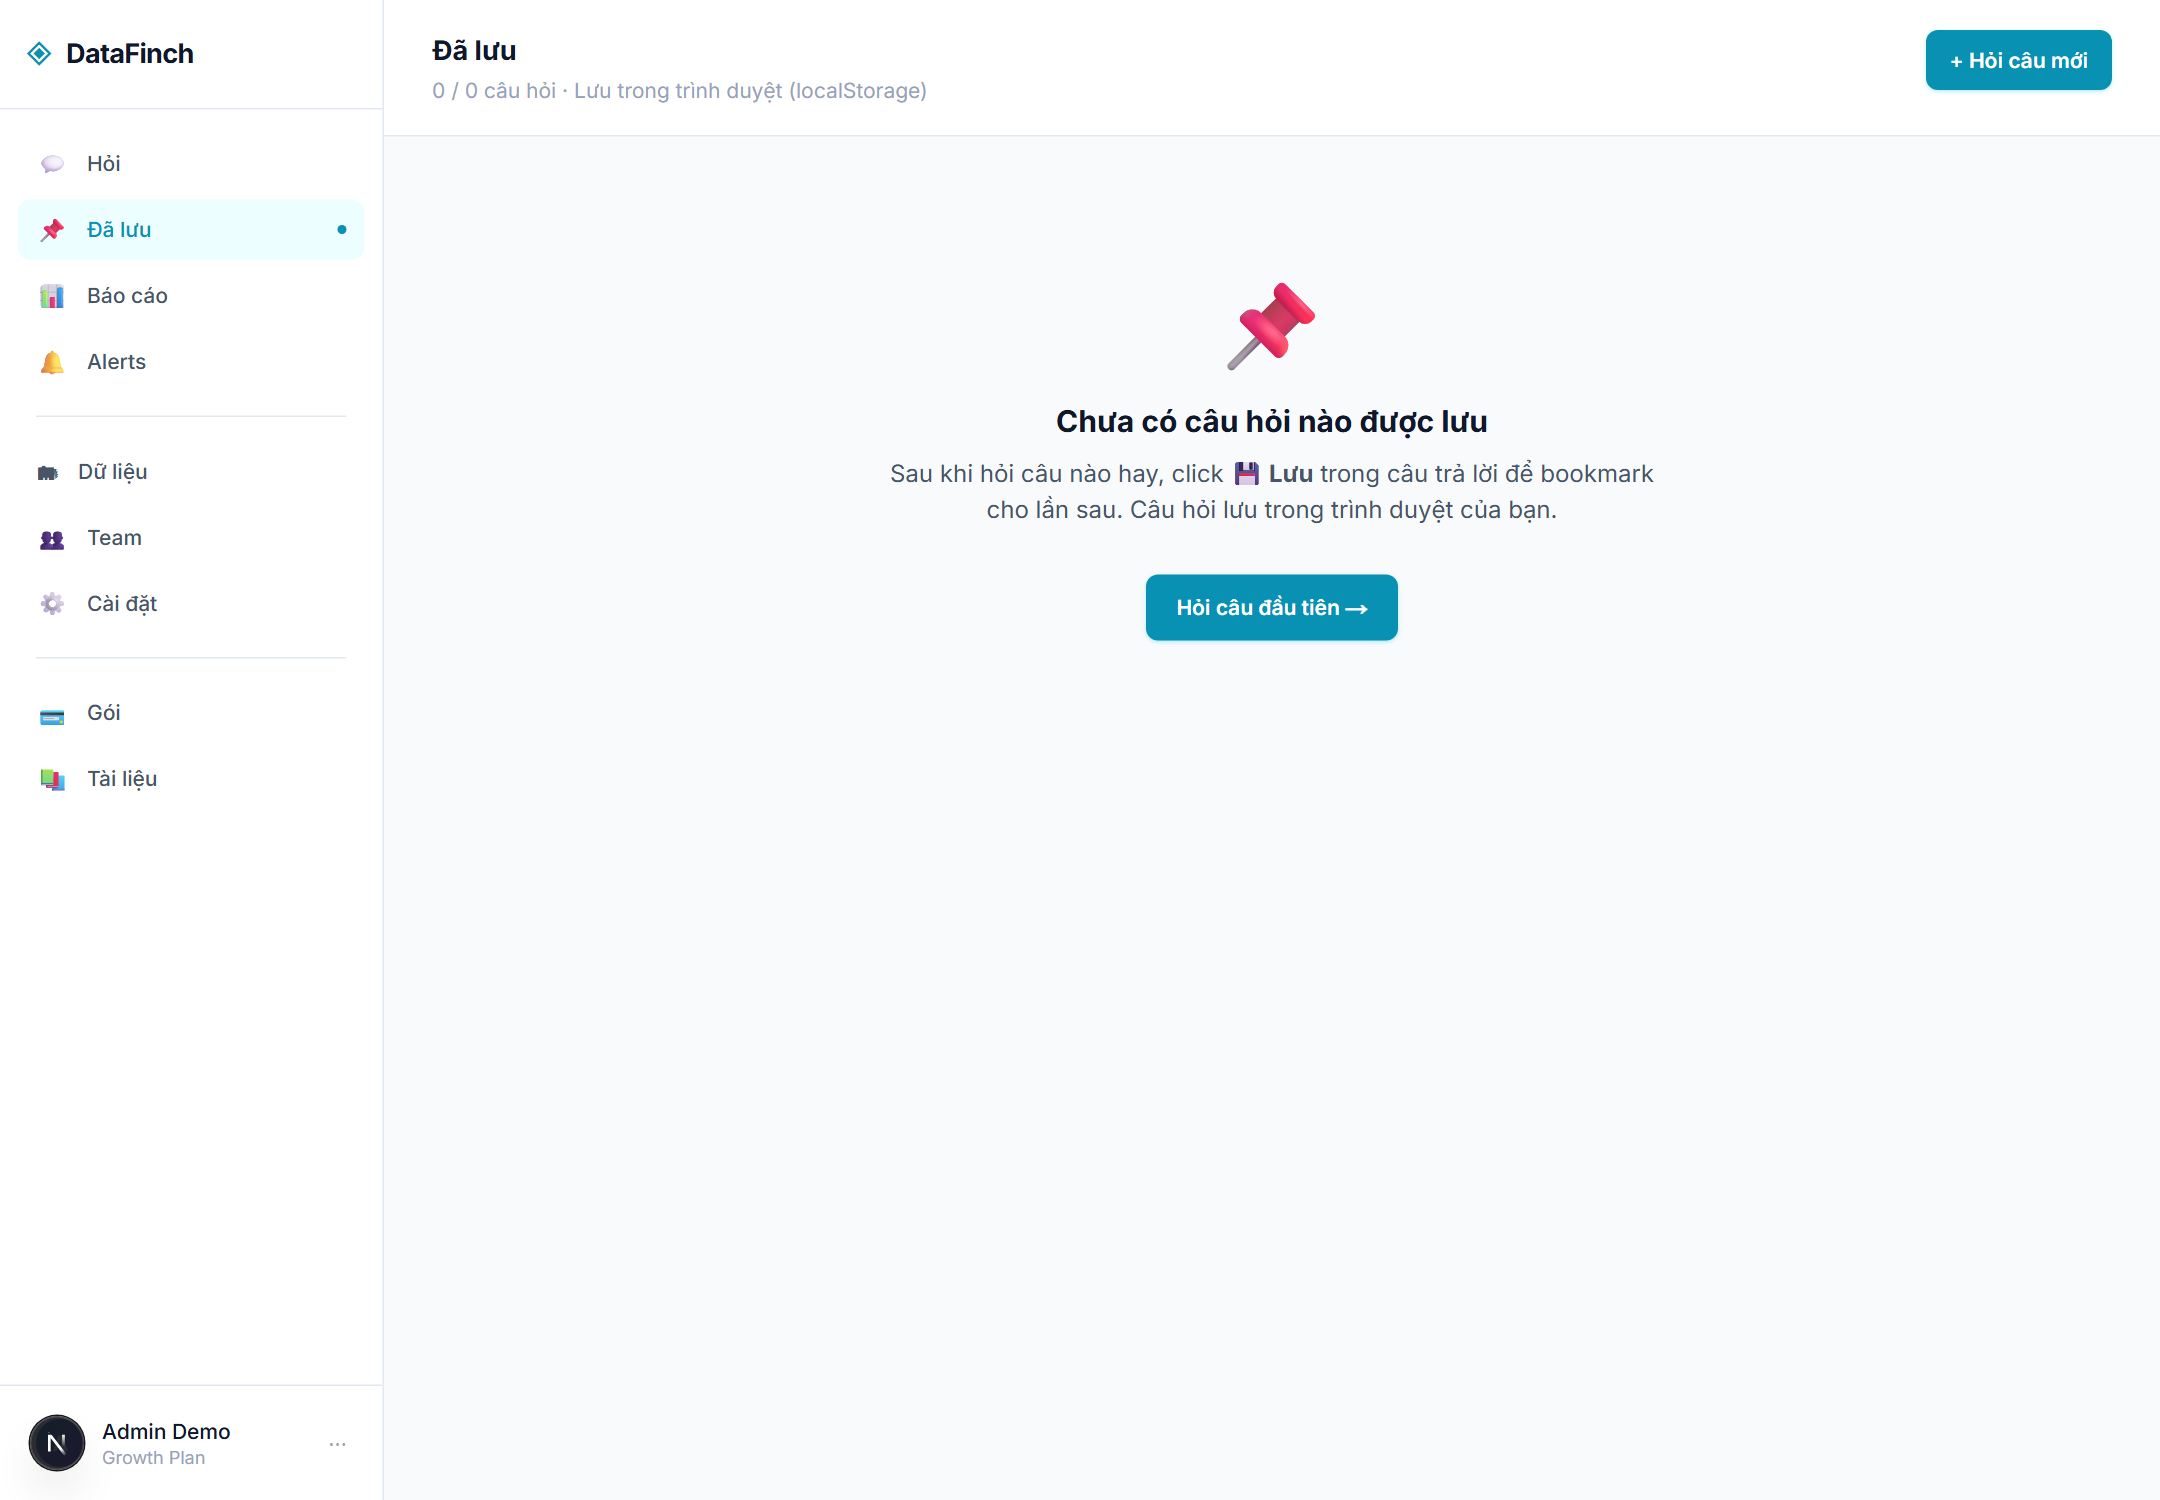 DataFinch
Hỏi
Đã lưu
Báo cáo
Alerts
Dữ liệu
Team
Cài đặt
Gói
Tài liệu
N
Admin Demo
Growth Plan
...
Đã lưu
0 / 0 câu hỏi · Lưu trong trình duyệt (localStorage)
+ Hỏi câu mới
Chưa có câu hỏi nào được lưu
Sau khi hỏi câu nào hay, click 💾 Lưu trong câu trả lời để bookmark
cho lần sau. Câu hỏi lưu trong trình duyệt của bạn.
Hỏi câu đầu tiên →